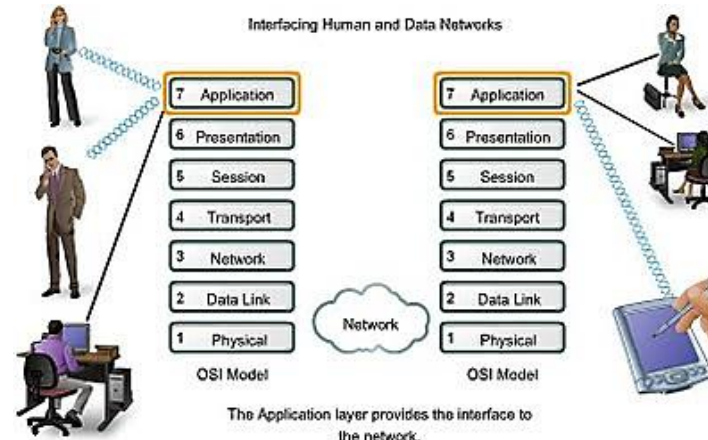 Interfacing Human and Data Networks
7 Application
6 Presentation
5 Session
4 Transport
3 Network
2 Data Link
1 Physical
OSI Model
Network
7 Application
6 Presentation
5 Session
4 Transport
3 Network
2 Data Link
1 Physical
OSI Model
The Application layer provides the interface to
the network.